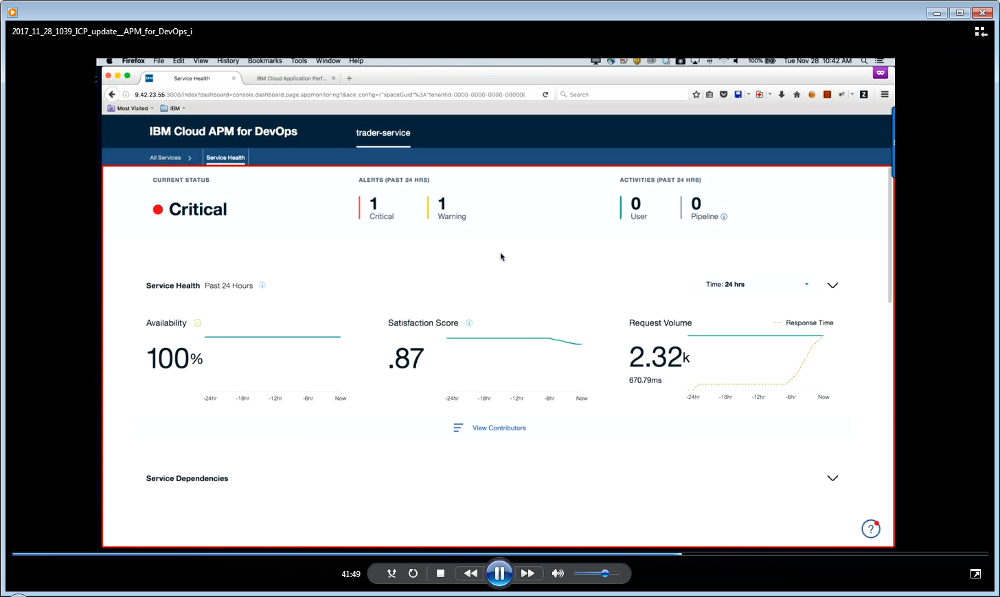 2017_11_28_1039_ICP_update__APM_for_DevOps_i
Firefox File Edit View History Bookmarks Tools Window Help 100% Tue Nov 28 10:42 AM
Service Health IBM Cloud Application Perf...
9.42.23.55:3000/index?dashboard=console.dashboard.page.appmonitoring1&ace_config={"spaceGuid"%3A"tenantid-0000-0000-0000-00000( Search
Most Visited IBM
IBM Cloud APM for DevOps trader-service
All Services Service Health
CURRENT STATUS ALERTS (PAST 24 HRS) ACTIVITIES (PAST 24 HRS)
Critical 1 1 0 0
Critical Warning User Pipeline
Service Health Past 24 Hours Time: 24 hrs
Availability Satisfaction Score Request Volume Response Time
100% .87 2.32k
670.79ms
-24hr -18hr -12hr -6hr Now -24hr -18hr -12hr -6hr Now -24hr -18hr -12hr -6hr Now
View Contributors
Service Dependencies
?
41:49